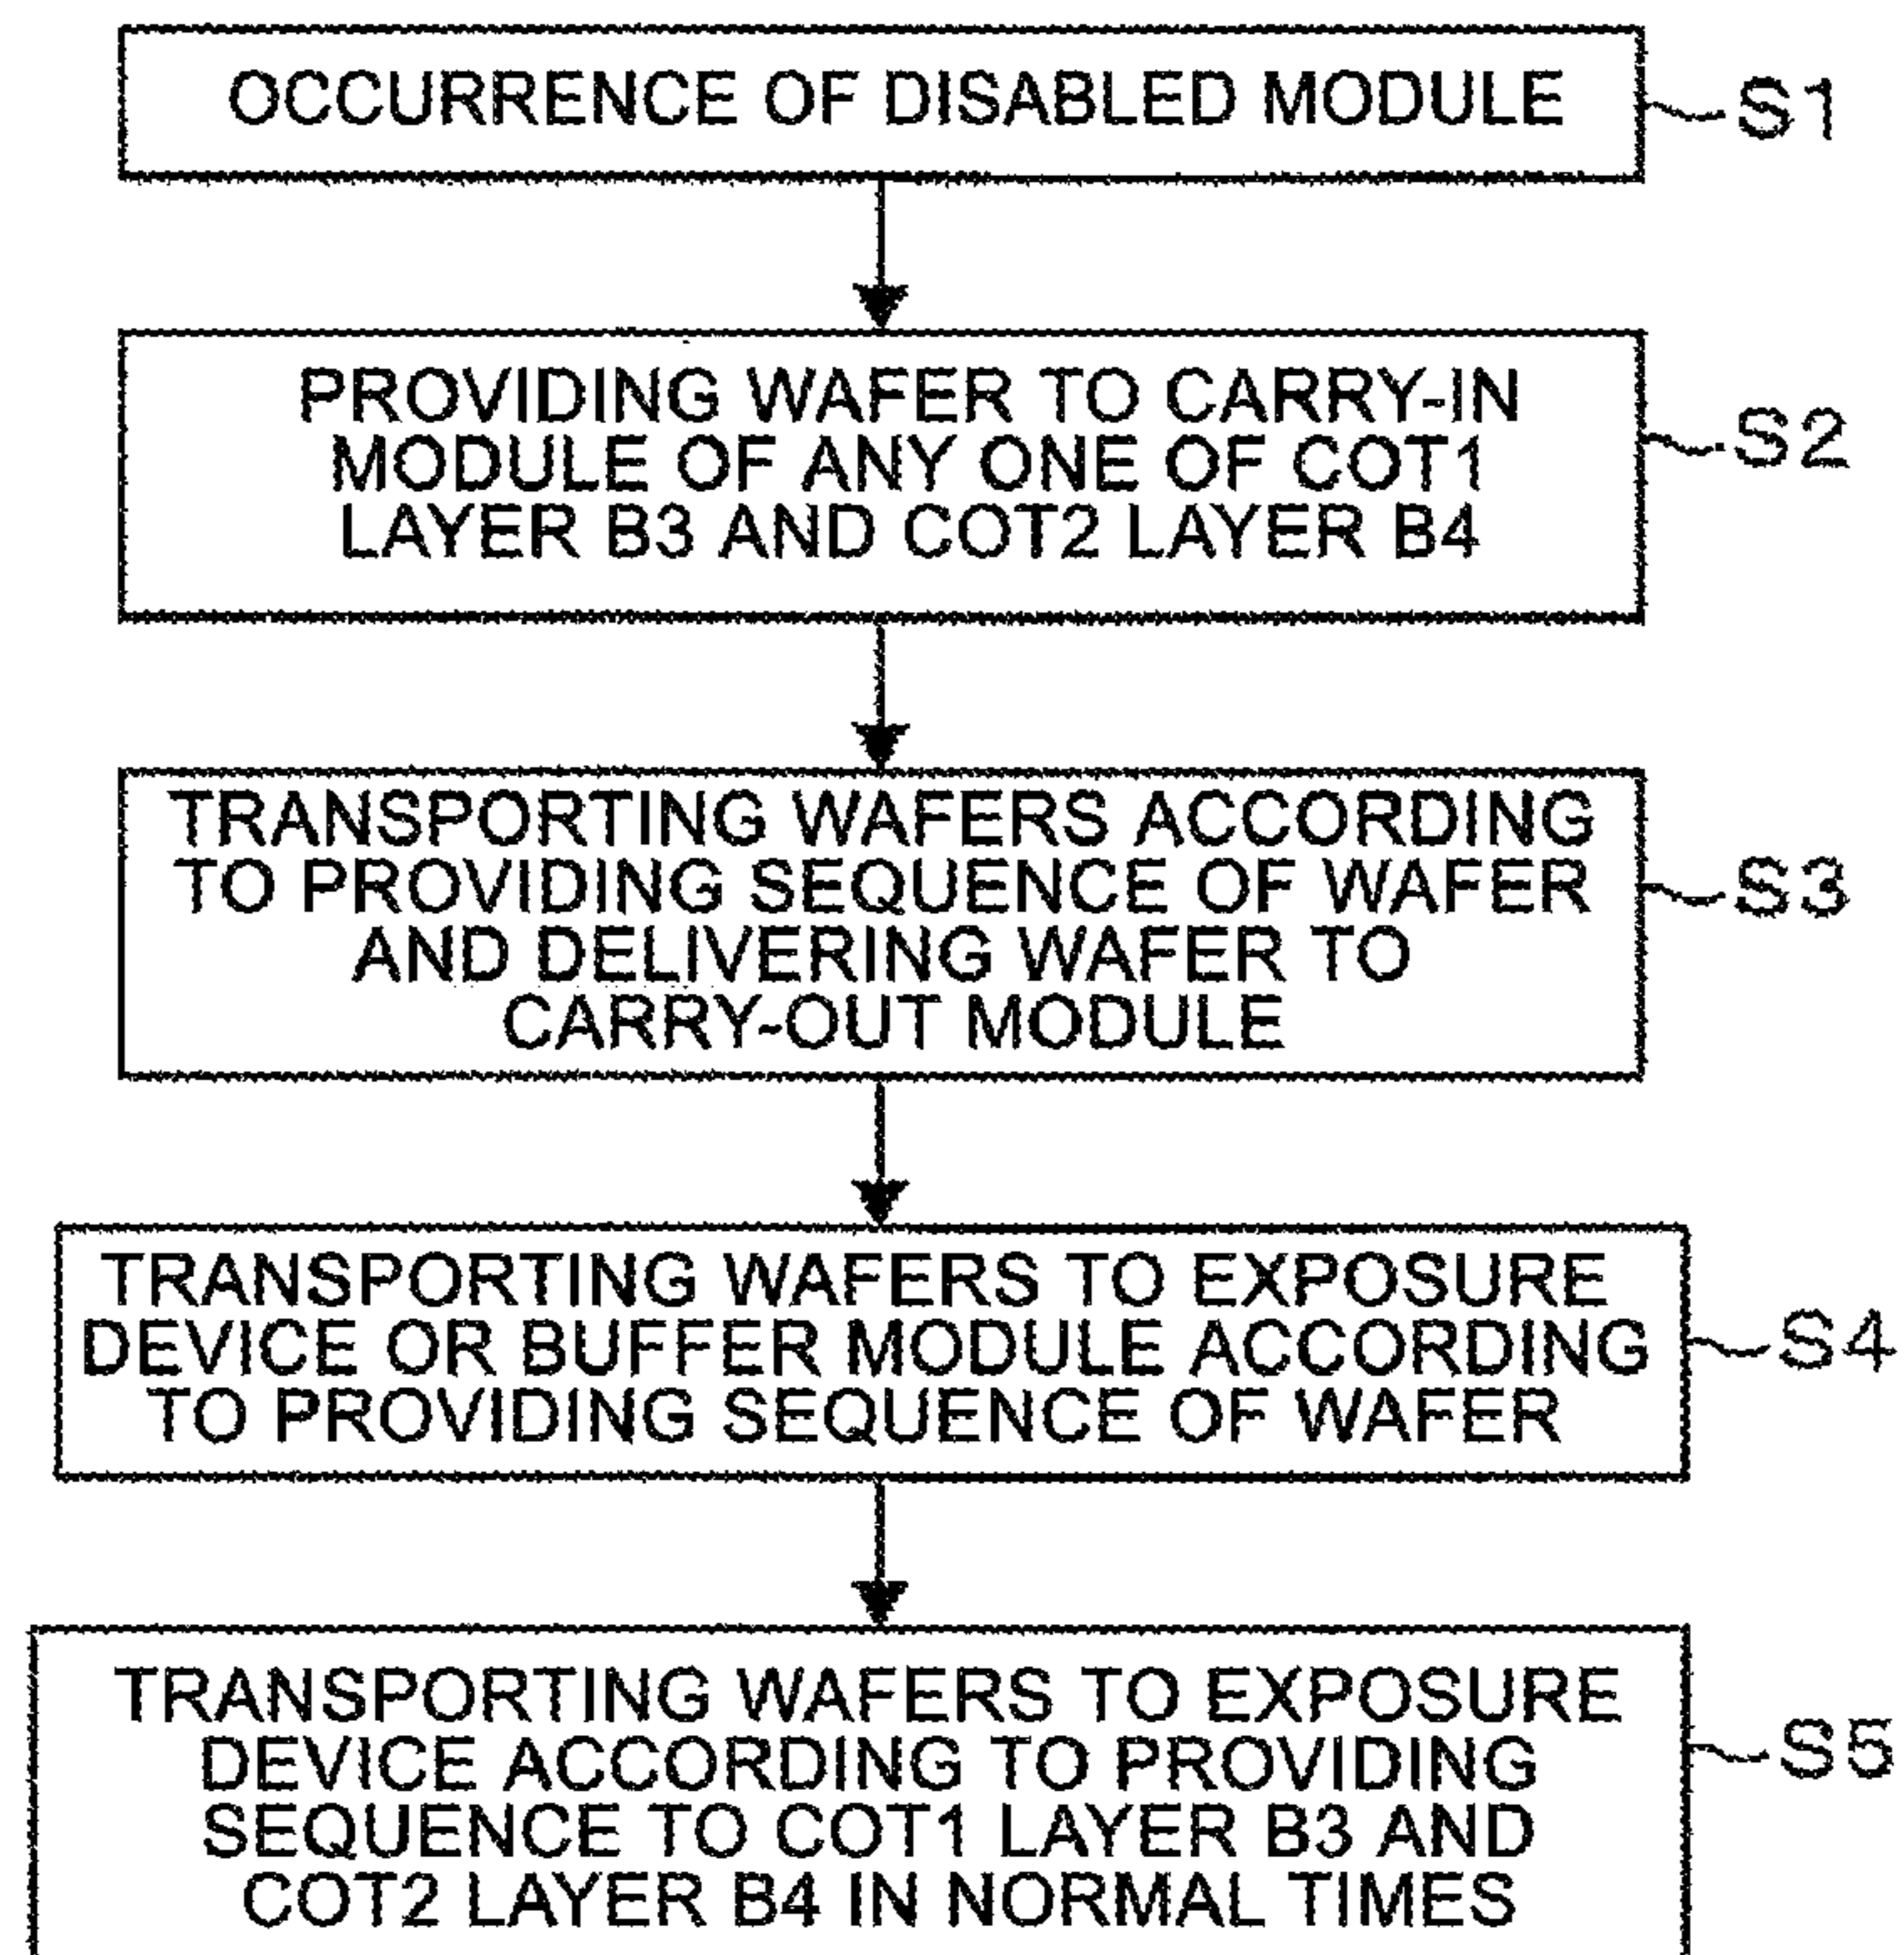 OCCURRENCE OF DISABLED MODULE
S1
PROVIDING WAFER TO CARRY-IN
MODULE OF ANY ONE OF COT1
LAYER B3 AND COT2 LAYER B4
S2
TRANSPORTING WAFERS ACCORDING
TO PROVIDING SEQUENCE OF WAFER
AND DELIVERING WAFER TO
CARRY-OUT MODULE
S3
TRANSPORTING WAFERS TO EXPOSURE
DEVICE OR BUFFER MODULE ACCORDING
TO PROVIDING SEQUENCE OF WAFER
S4
TRANSPORTING WAFERS TO EXPOSURE
DEVICE ACCORDING TO PROVIDING
SEQUENCE TO COT1 LAYER B3 AND
COT2 LAYER B4 IN NORMAL TIMES
S5